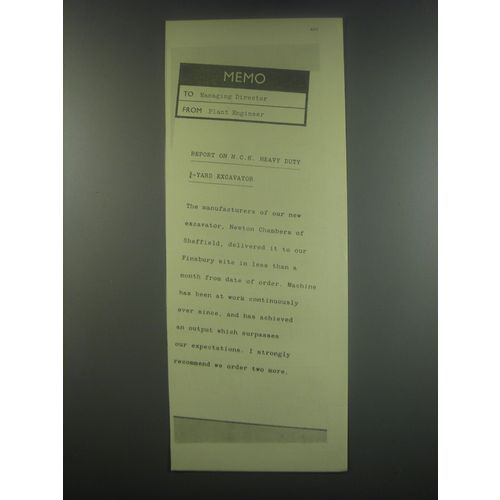 MEMO
TO Managing Director
FROM Plant Engineer
REPORT ON N.C.K. HEAVY DUTY
¾-YARD EXCAVATOR
The manufacturers of our new
excavator, Newton Chambers of
Sheffield, delivered it to our
Finsbury site in less than a
month from date of order. Machine
has been at work continuously
ever since, and has achieved
an output which surpasses
our expectations. I strongly
recommend we order two more.